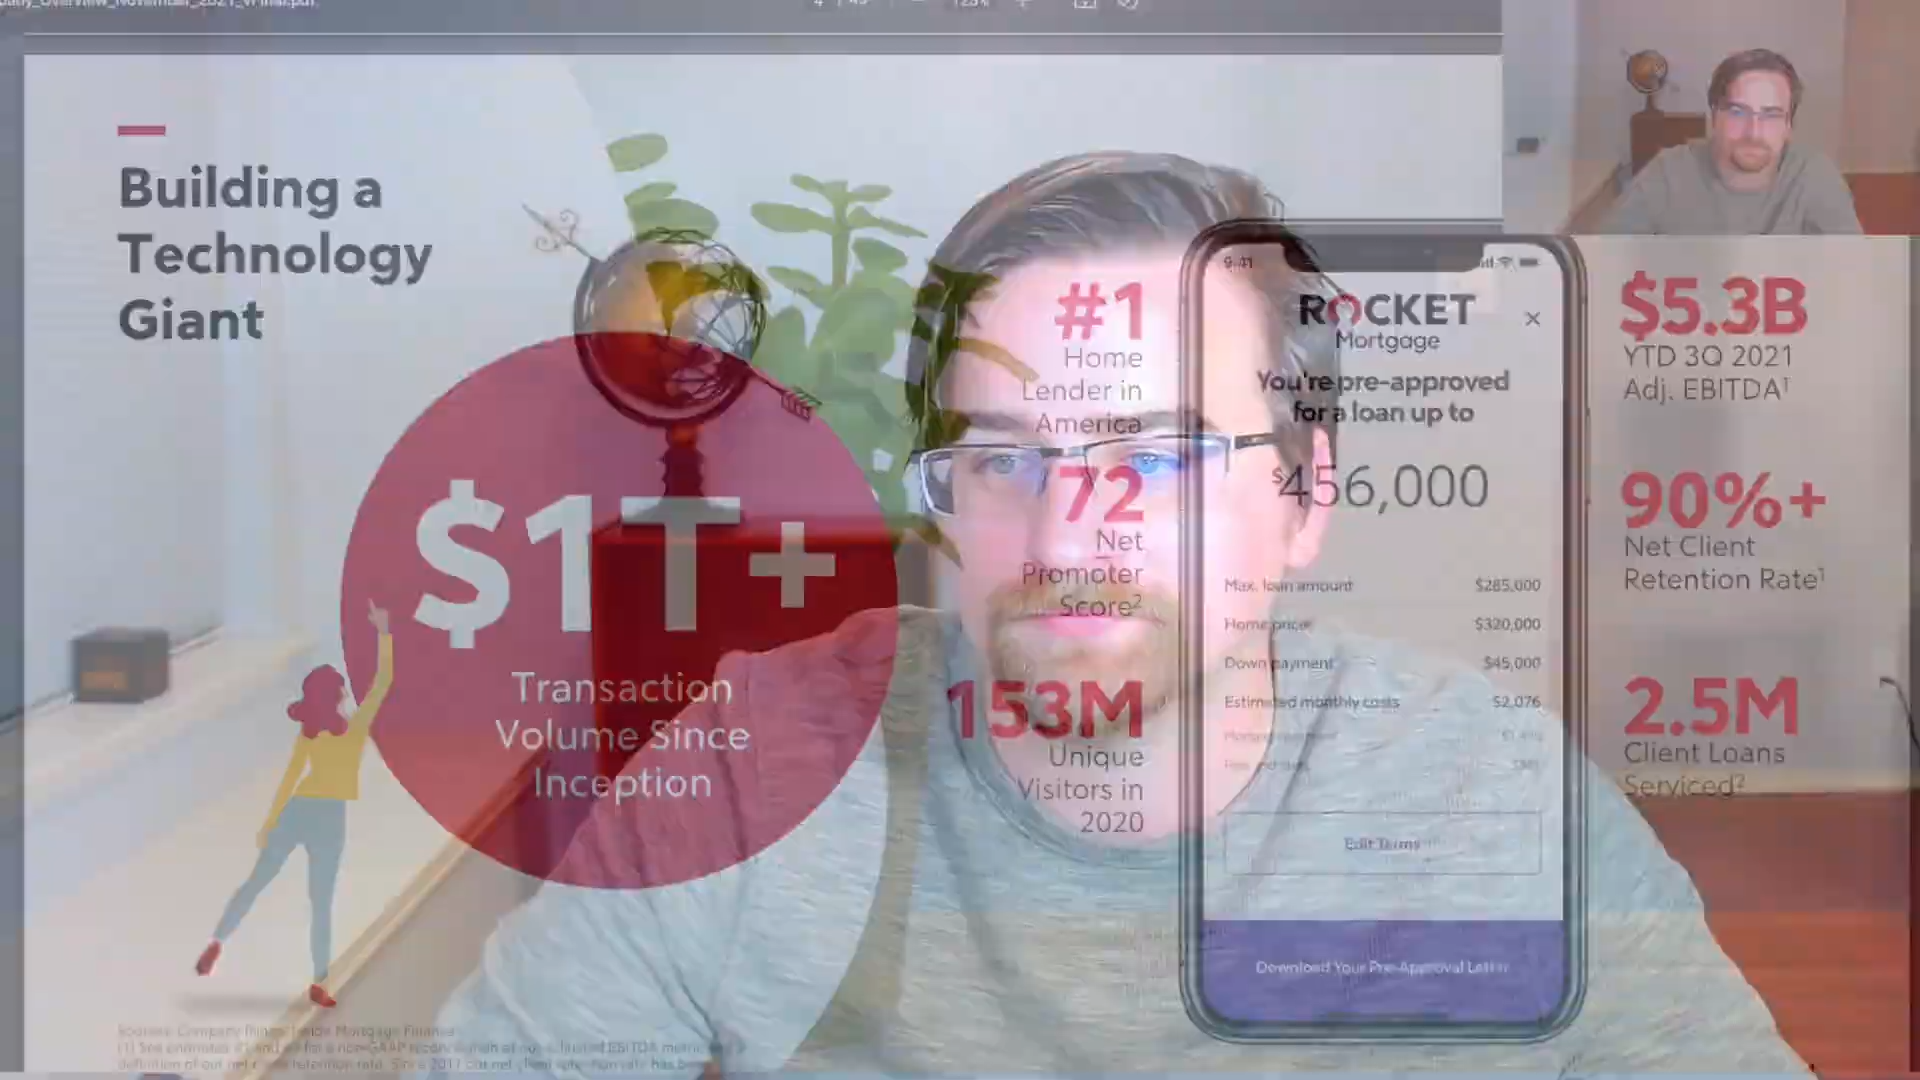 Building a
Technology
Giant
$1T+
Transaction
Volume Since
Inception
#1
Home
Lender in
America
72
Net
Promoter
Score2
153M
Unique
Visitors in
2020
9:41
ROCKET
Mortgage
You're pre-approved
for a loan up to
$456,000
Max. loan amount $285,000
Home price $320,000
Down payment $45,000
Estimated monthly costs $2,076
Edit Terms
Download Your Pre-Approval Letter
$5.3B
YTD 3Q 2021
Adj. EBITDA1
90%+
Net Client
Retention Rate1
2.5M
Client Loans
Serviced2